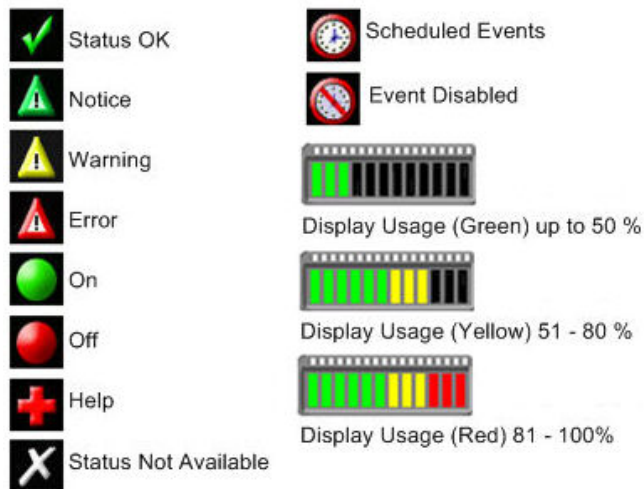 Status OK
Notice
Warning
Error
On
Off
Help
Status Not Available
Scheduled Events
Event Disabled
Display Usage (Green) up to 50 %
Display Usage (Yellow) 51 - 80 %
Display Usage (Red) 81 - 100%